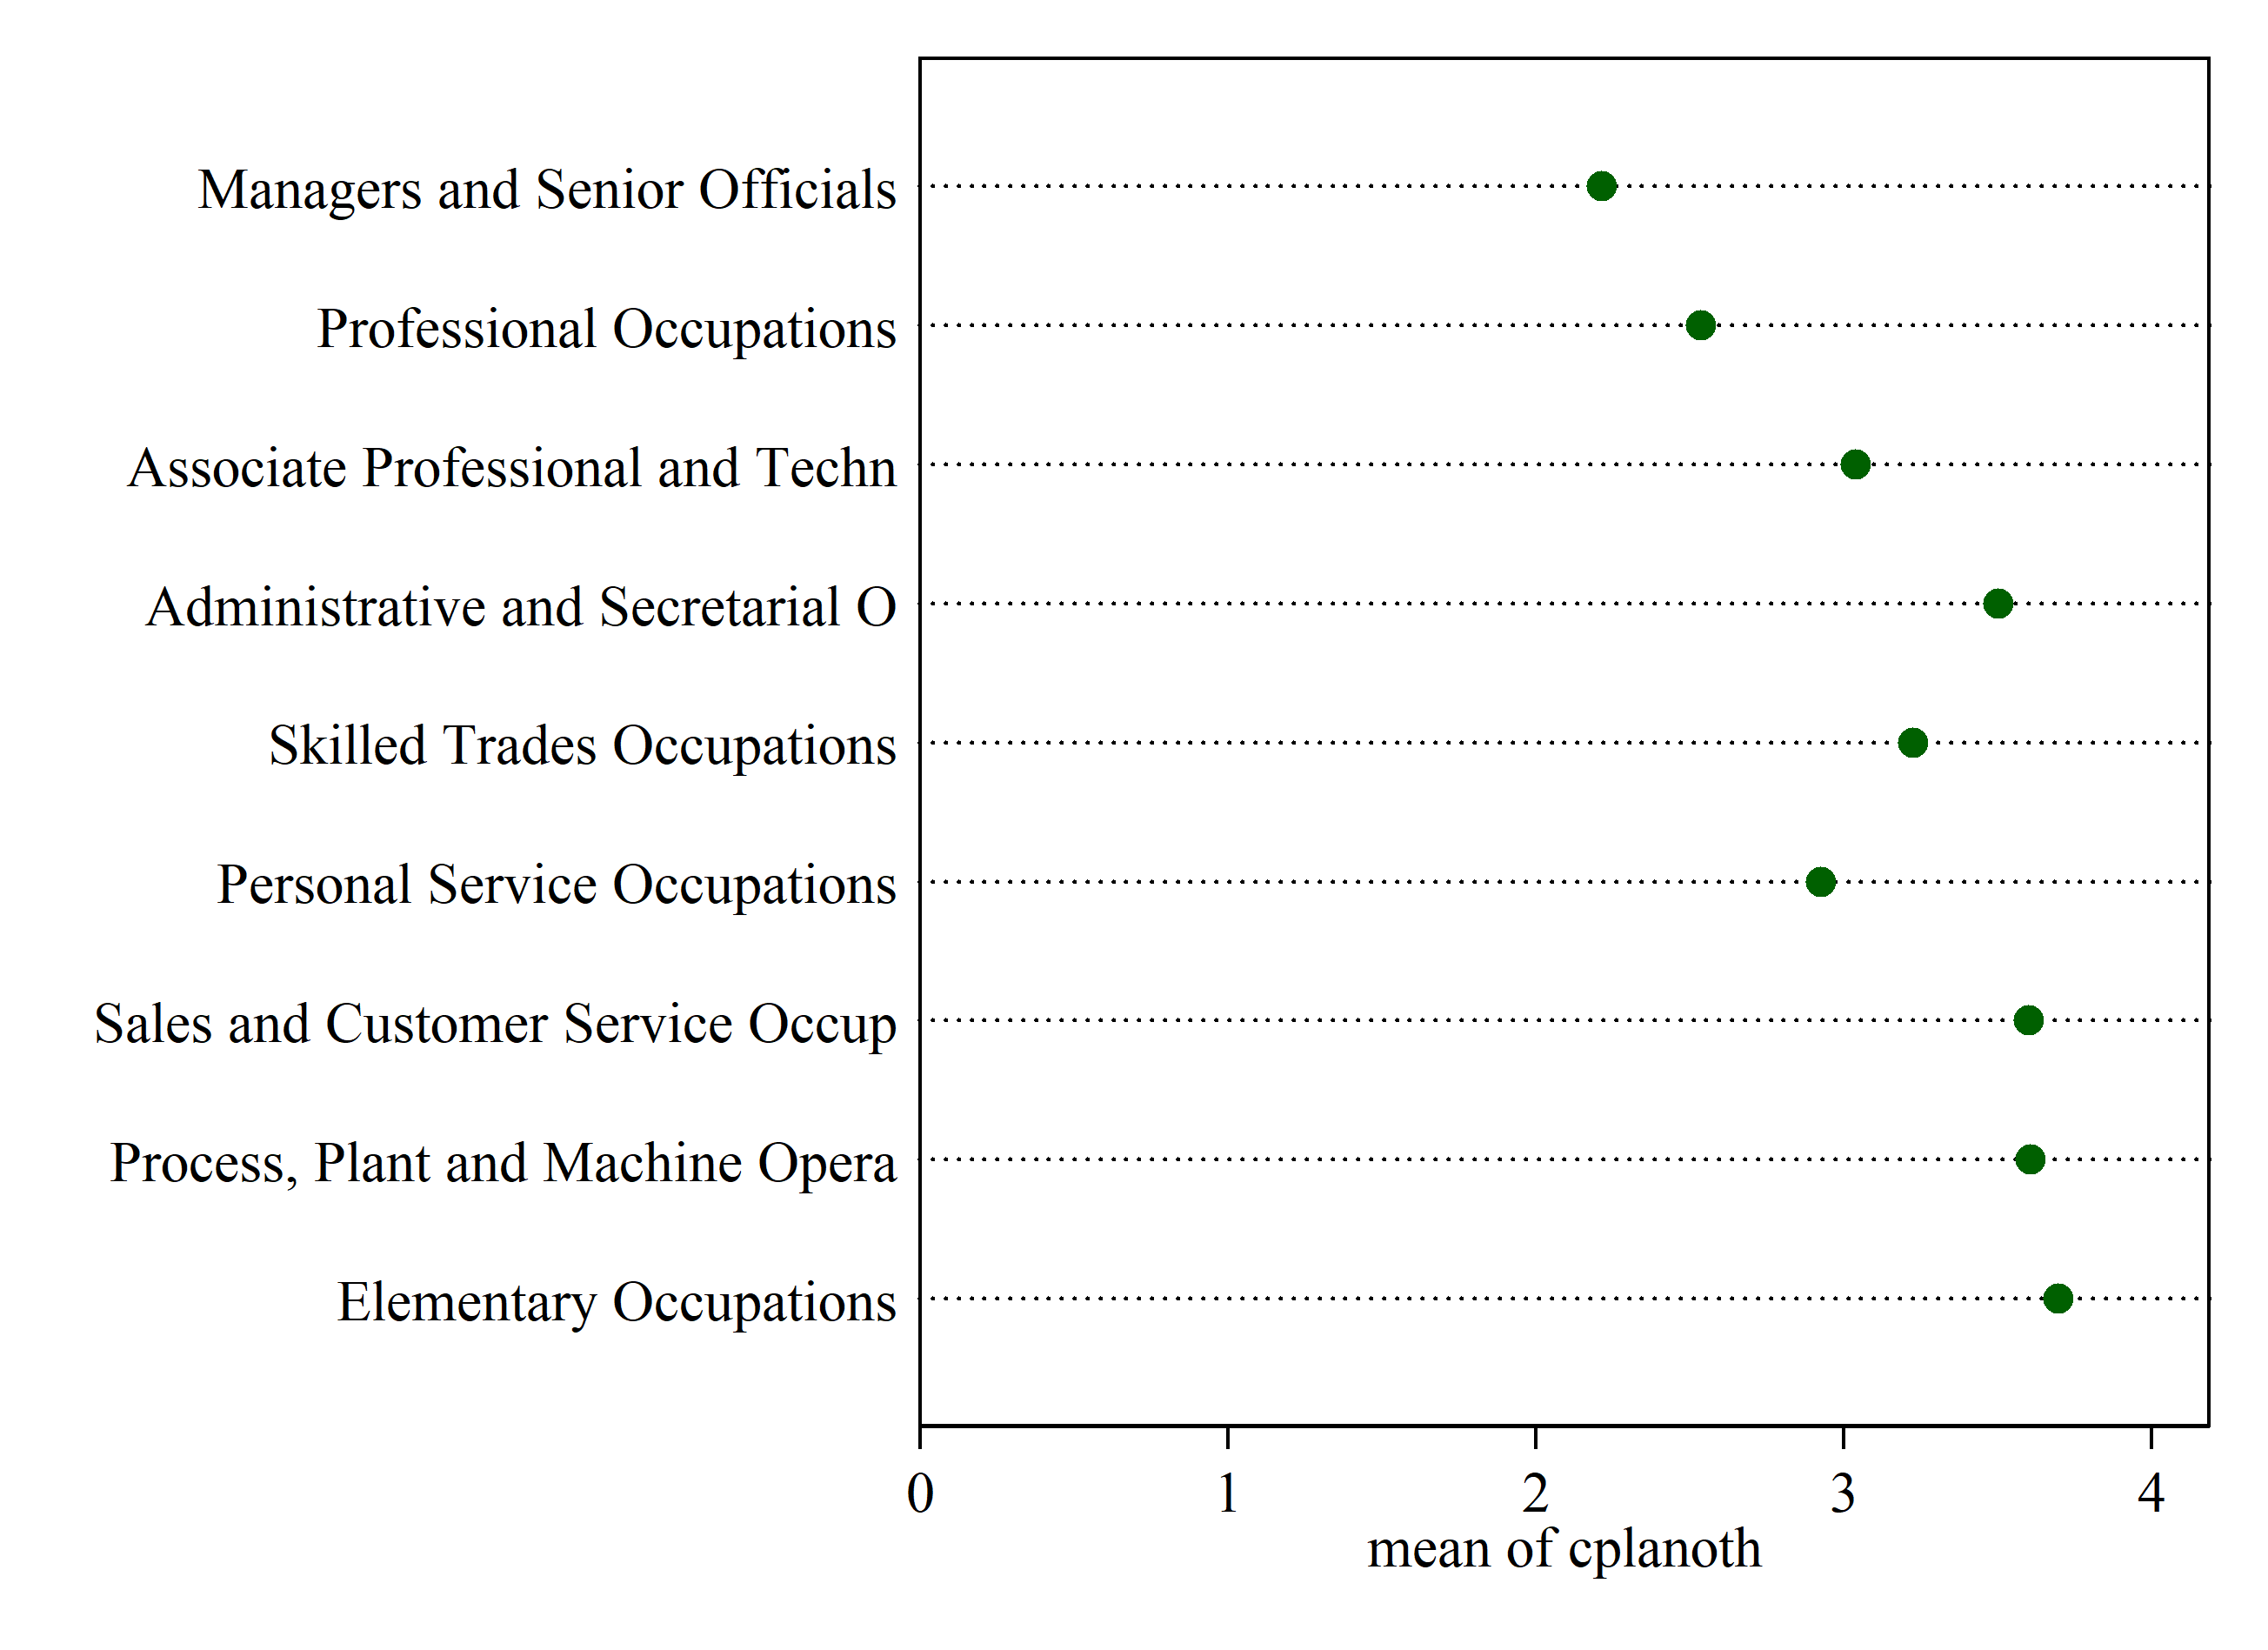 Managers and Senior Officials
Professional Occupations
Associate Professional and Techn
Administrative and Secretarial O
Skilled Trades Occupations
Personal Service Occupations
Sales and Customer Service Occup
Process, Plant and Machine Opera
Elementary Occupations
0 1 2 3 4
mean of cplanoth